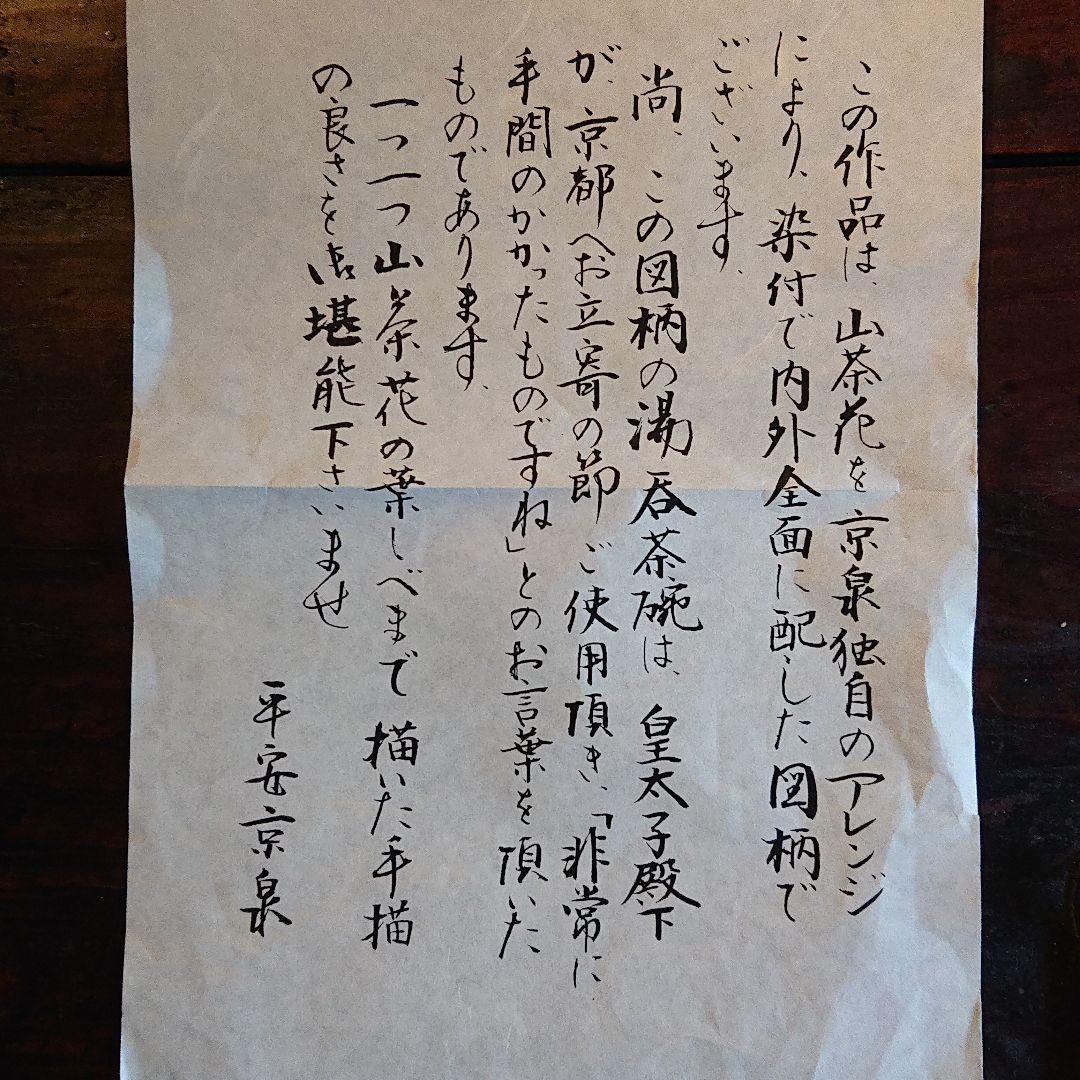 この作品は、山茶花を京泉独自のアレンジ
により、染付で内外全面に配した図柄で
ございます、
尚、この図柄の湯呑茶碗は、皇太子殿下
が、京都へお立寄の節ご使用頂き、「非常に
手間のかかったものですね」とのお言葉を頂いた
ものであります、
一つ一つ山茶花の葉しべまで描いた手描
の良さを御堪能下さいませ
平安京泉